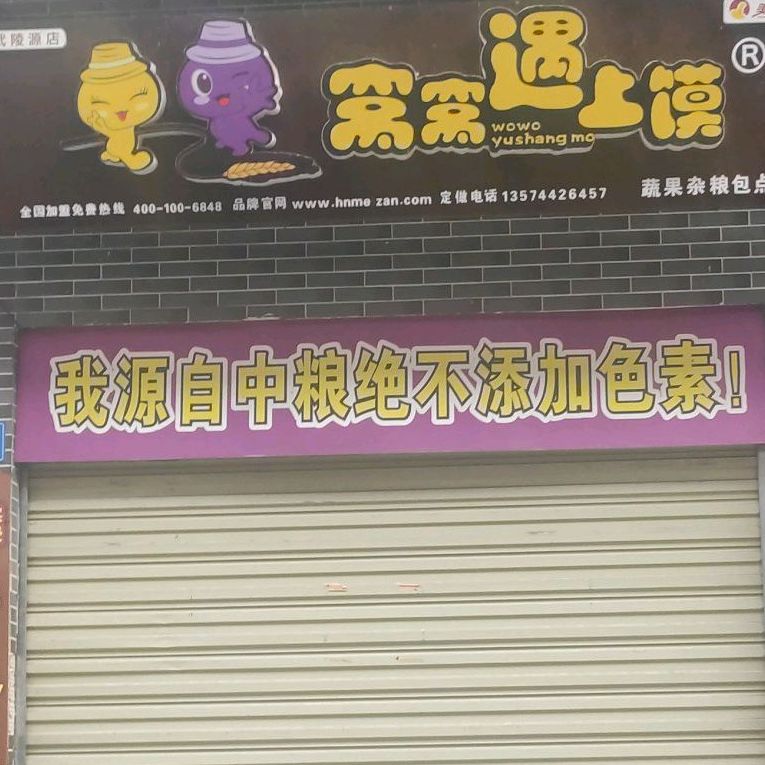 武陵源店
窝窝遇上馍
®
wowo
yushang mo
全国加盟免费热线 400-100-6848 品牌官网 www.hnme zan.com 定做电话 13574426457
蔬果杂粮包点
我源自中粮绝不添加色素！